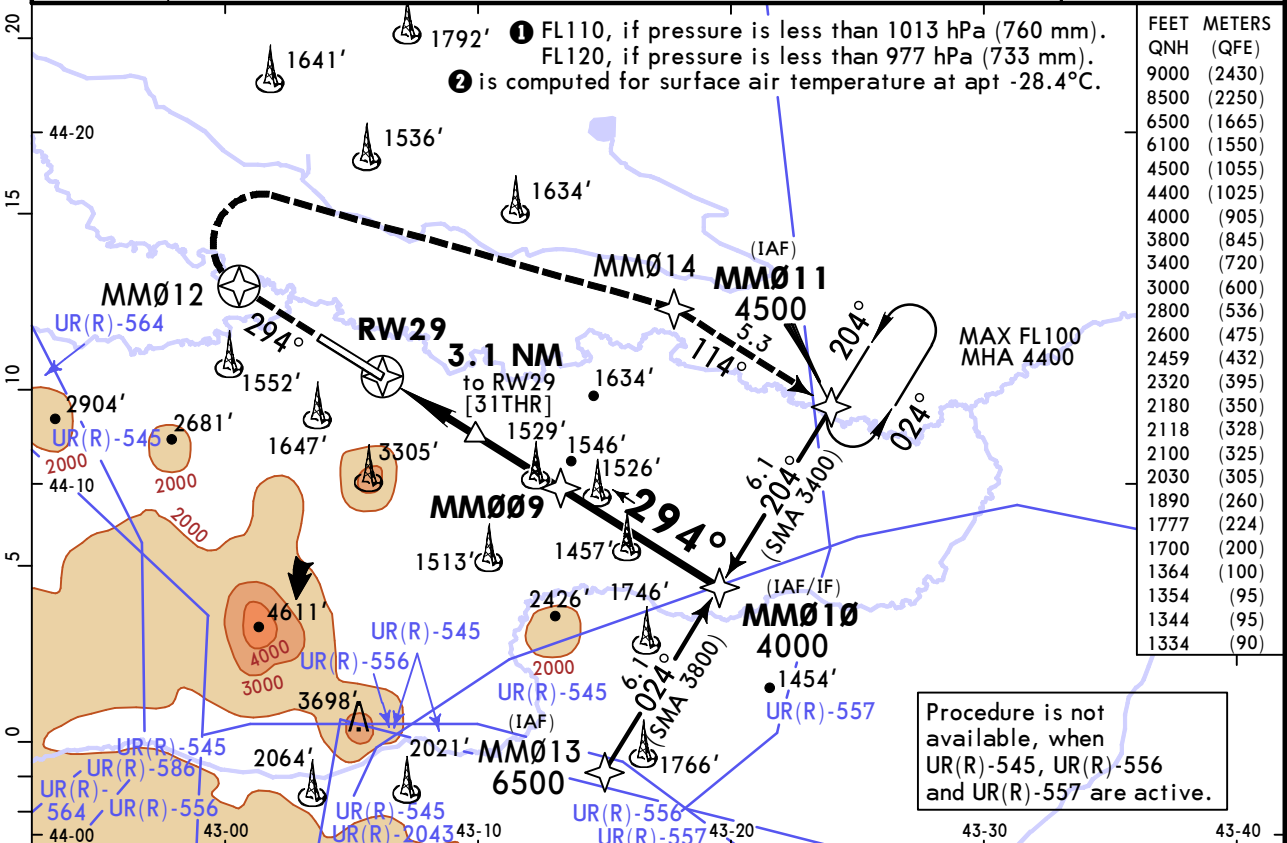 ❶ FL110, if pressure is less than 1013 hPa (760 mm).
FL120, if pressure is less than 977 hPa (733 mm).
❷ is computed for surface air temperature at apt -28.4°C.
FEET METERS
QNH (QFE)
9000 (2430)
8500 (2250)
6500 (1665)
6100 (1550)
4500 (1055)
4400 (1025)
4000 (905)
3800 (845)
3400 (720)
3000 (600)
2800 (536)
2600 (475)
2459 (432)
2320 (395)
2180 (350)
2118 (328)
2100 (325)
2030 (305)
1890 (260)
1777 (224)
1700 (200)
1364 (100)
1354 (95)
1344 (95)
1334 (90)
20
15
10
5
0
1792'
1641'
44-20
1536'
1634'
(IAF)
MMØ14
MMØ11
4500
MMØ12
5.3
114°
204°
024°
MAX FL100
MHA 4400
UR(R)-564
294°
RW29
3.1 NM
to RW29
[31THR]
1552'
1634'
2904'
1647'
2681'
1529'
UR(R)-545
1546'
3305'
2000
1526'
2000
44-10
6.1
204°
(SMA 3400)
MMØØ9
294°
2000
1513'
1457'
(IAF/IF)
MMØ10
4000
1746'
2426'
4611'
UR(R)-545
4000
UR(R)-556
2000
3000
UR(R)-545
6.1
024°
(SMA 3800)
1454'
UR(R)-557
3698'
(IAF)
MMØ13
6500
2021'
UR(R)-545
2064'
1766'
UR(R)-586
UR(R)-
564
UR(R)-556
UR(R)-545
UR(R)-2043
UR(R)-556
UR(R)-557
Procedure is not
available, when
UR(R)-545, UR(R)-556
and UR(R)-557 are active.
44-00
43-00
43-10
43-20
43-30
43-40